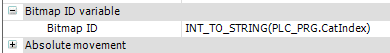 Bitmap ID variable
Bitmap ID INT_TO_STRING(PLC_PRG.CatIndex)
Absolute movement